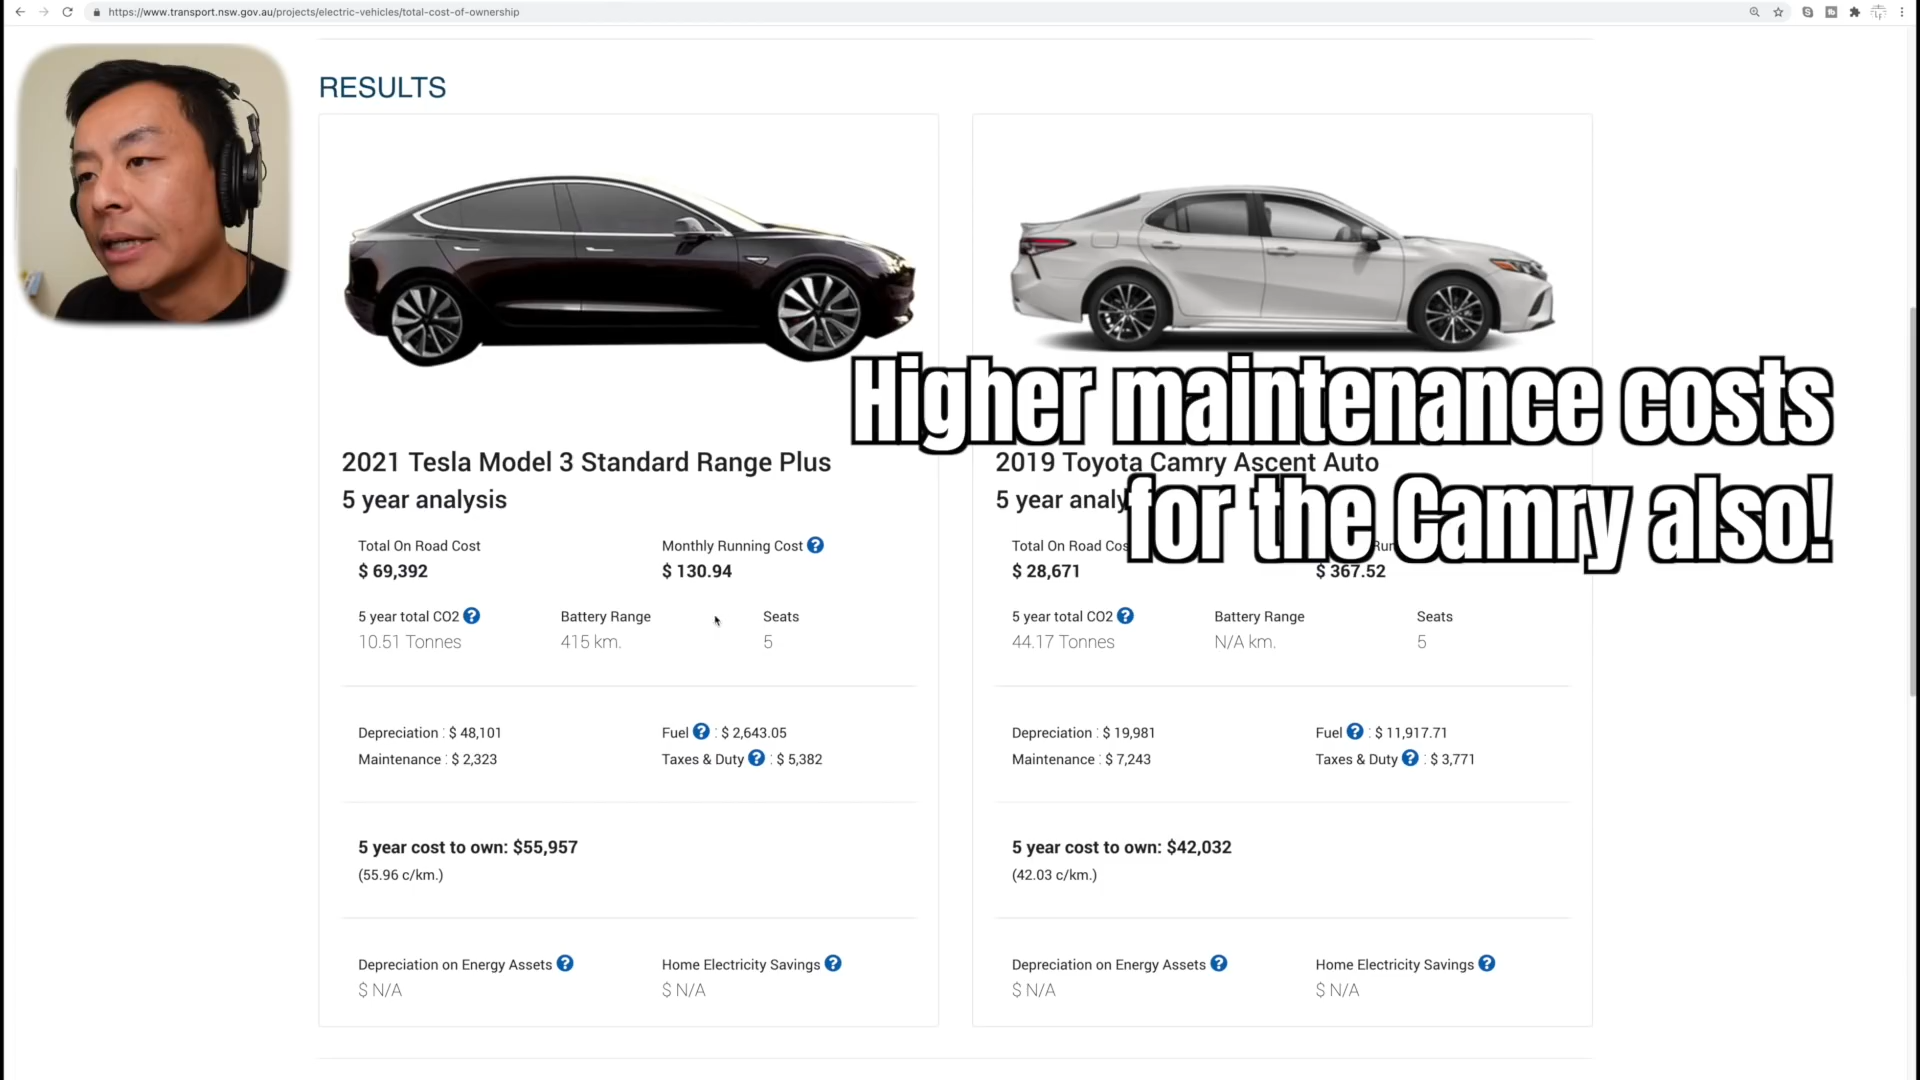 https://www.transport.nsw.gov.au/projects/electric-vehicles/total-cost-of-ownership
RESULTS
Higher maintenance costs
for the Camry also!
2021 Tesla Model 3 Standard Range Plus
5 year analysis
Total On Road Cost
$ 69,392
Monthly Running Cost ?
$ 130.94
5 year total CO2 ?
10.51 Tonnes
Battery Range
415 km.
Seats
5
Depreciation : $ 48,101
Fuel ? : $ 2,643.05
Maintenance : $ 2,323
Taxes & Duty ? : $ 5,382
5 year cost to own: $55,957
(55.96 c/km.)
Depreciation on Energy Assets ?
$ N/A
Home Electricity Savings ?
$ N/A
2019 Toyota Camry Ascent Auto
5 year analy
Total On Road Cos
$ 28,671
Run
$ 367.52
5 year total CO2 ?
44.17 Tonnes
Battery Range
N/A km.
Seats
5
Depreciation : $ 19,981
Fuel ? : $ 11,917.71
Maintenance : $ 7,243
Taxes & Duty ? : $ 3,771
5 year cost to own: $42,032
(42.03 c/km.)
Depreciation on Energy Assets ?
$ N/A
Home Electricity Savings ?
$ N/A